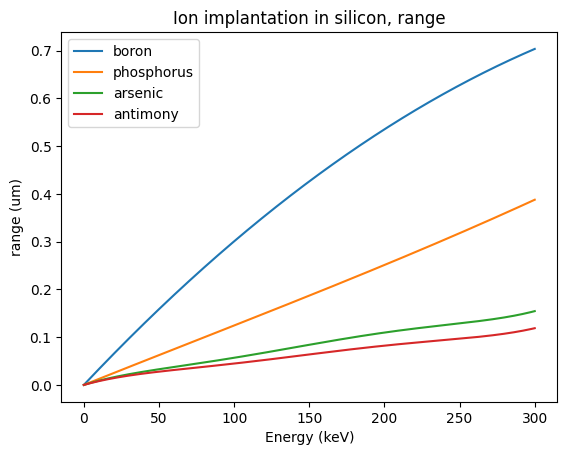 Ion implantation in silicon, range
boron
phosphorus
arsenic
antimony
range (um)
0.7
0.6
0.5
0.4
0.3
0.2
0.1
0.0
0 50 100 150 200 250 300
Energy (keV)